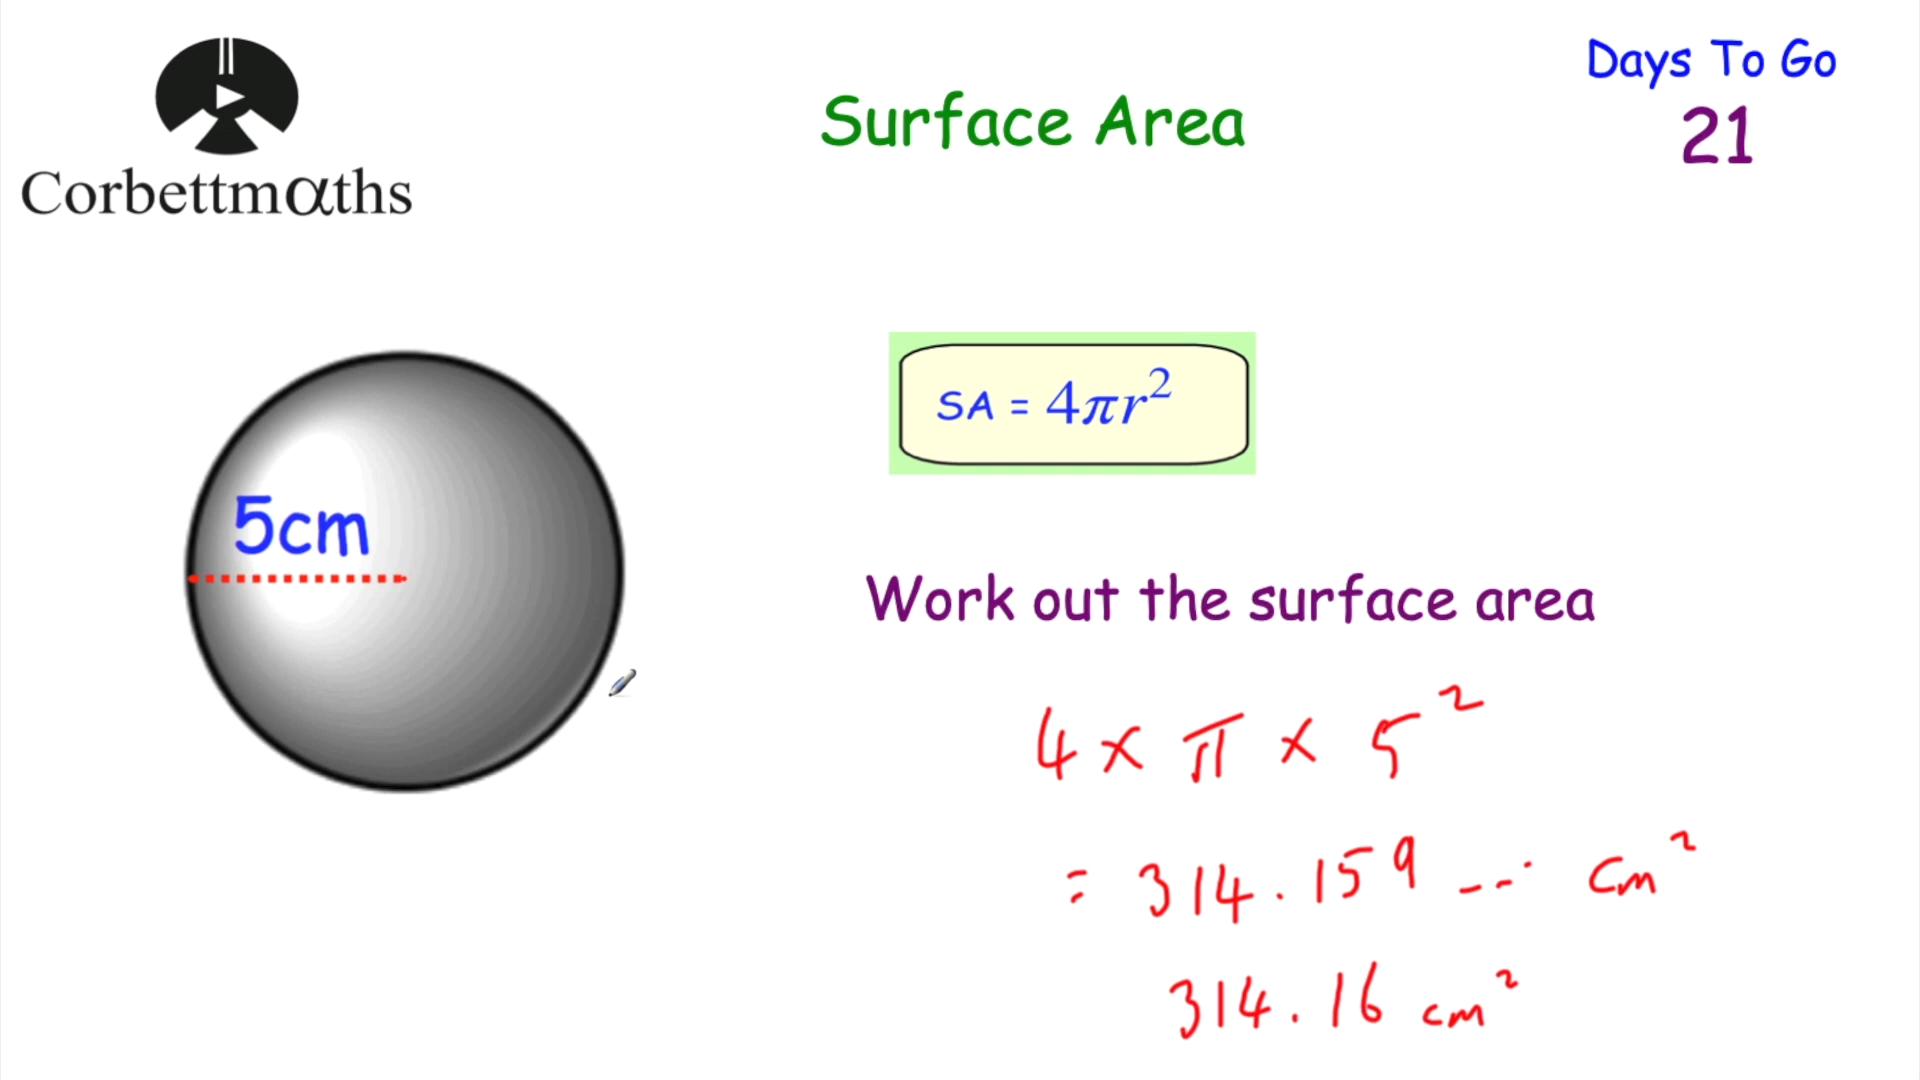 Corbettmαths
Surface Area
Days To Go
21
5cm
SA = 4πr²
Work out the surface area
4 × π × 5²
= 314.159 ... cm²
314.16 cm²